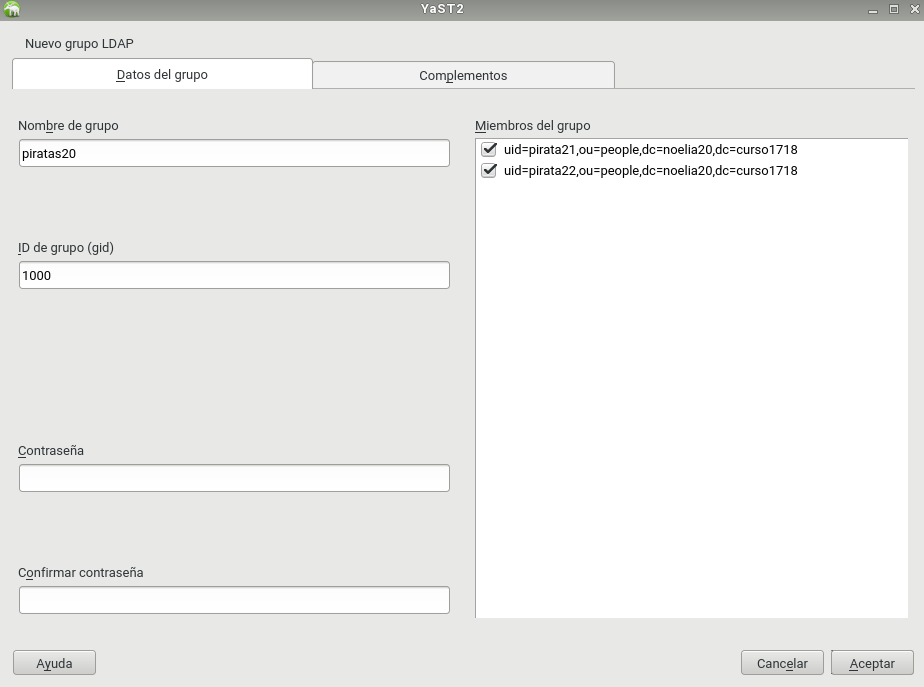 YaST2
Nuevo grupo LDAP
Datos del grupo
Complementos
Nombre de grupo
piratas20
ID de grupo (gid)
1000
Contraseña
Confirmar contraseña
Miembros del grupo
uid=pirata21,ou=people,dc=noelia20,dc=curso1718
uid=pirata22,ou=people,dc=noelia20,dc=curso1718
Ayuda
Cancelar
Aceptar